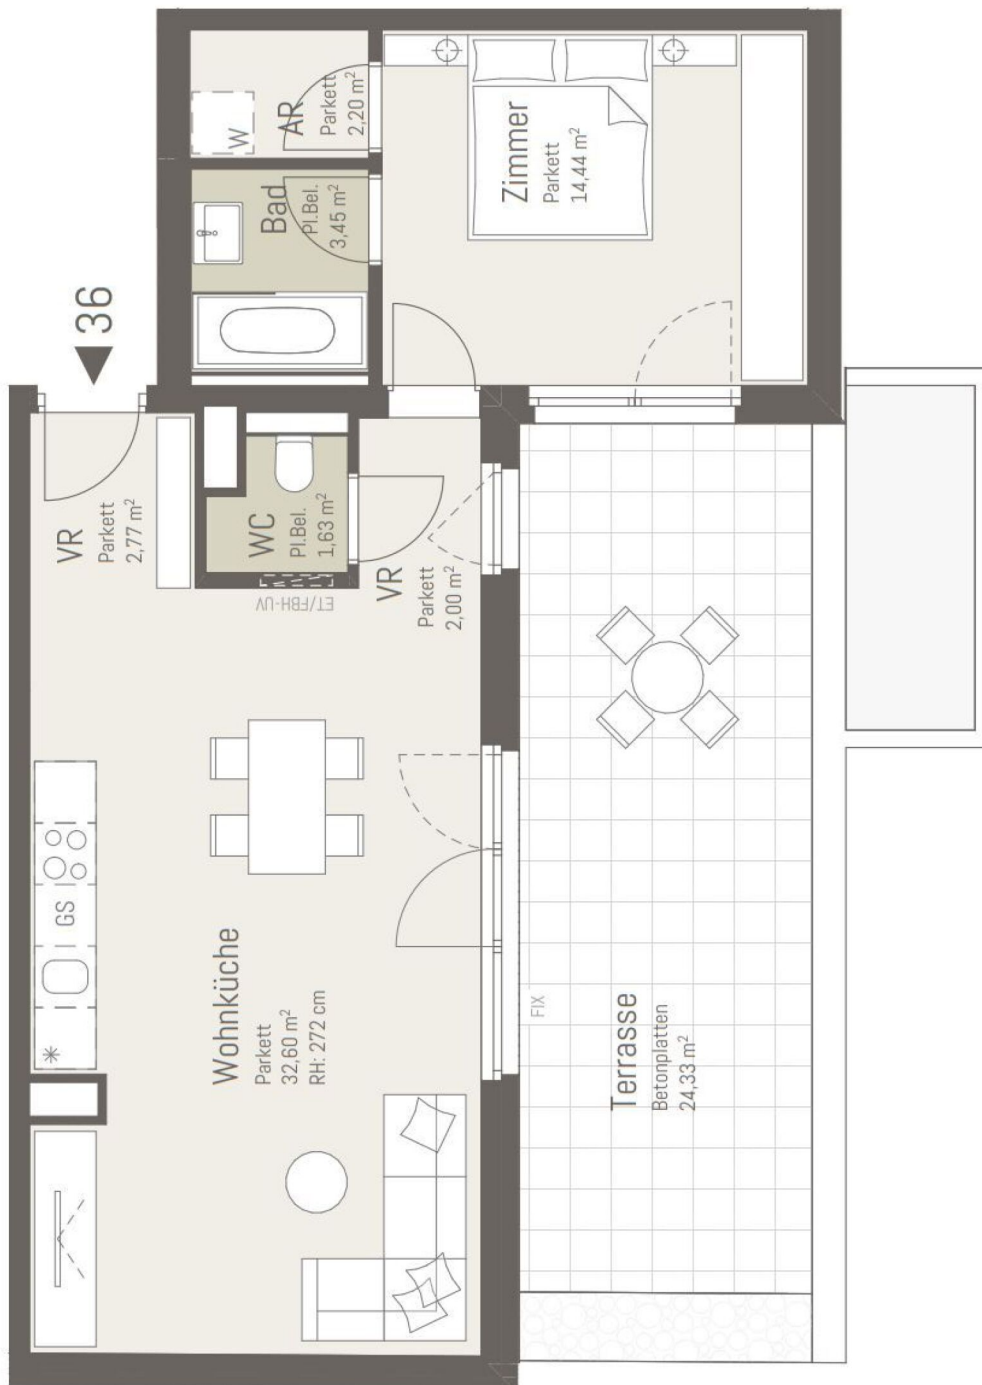 36
W
AR
Parkett
2,20 m²
Bad
Pl.Bel.
3,45 m²
Zimmer
Parkett
14,44 m²
VR
Parkett
2,77 m²
WC
Pl.Bel.
1,63 m²
ET/FBH-UV
VR
Parkett
2,00 m²
GS
Wohnküche
Parkett
32,60 m²
RH: 272 cm
FIX
Terrasse
Betonplatten
24,33 m²